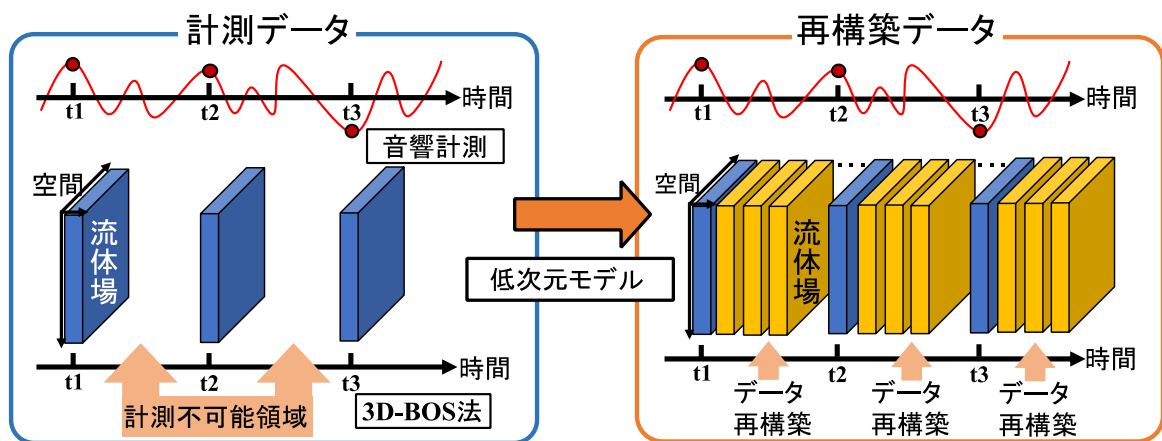 計測データ
t1
t2
t3
時間
音響計測
空間
流体場
t1
t2
t3
時間
計測不可能領域
3D-BOS法
低次元モデル
再構築データ
t1
t2
t3
時間
空間
流体場
t1
t2
t3
時間
データ
再構築
データ
再構築
データ
再構築